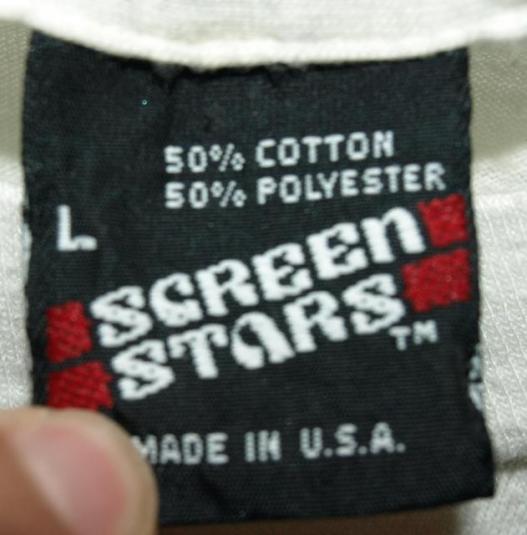 50% COTTON
50% POLYESTER
L
SCREEN
STARS
TM
MADE IN U.S.A.